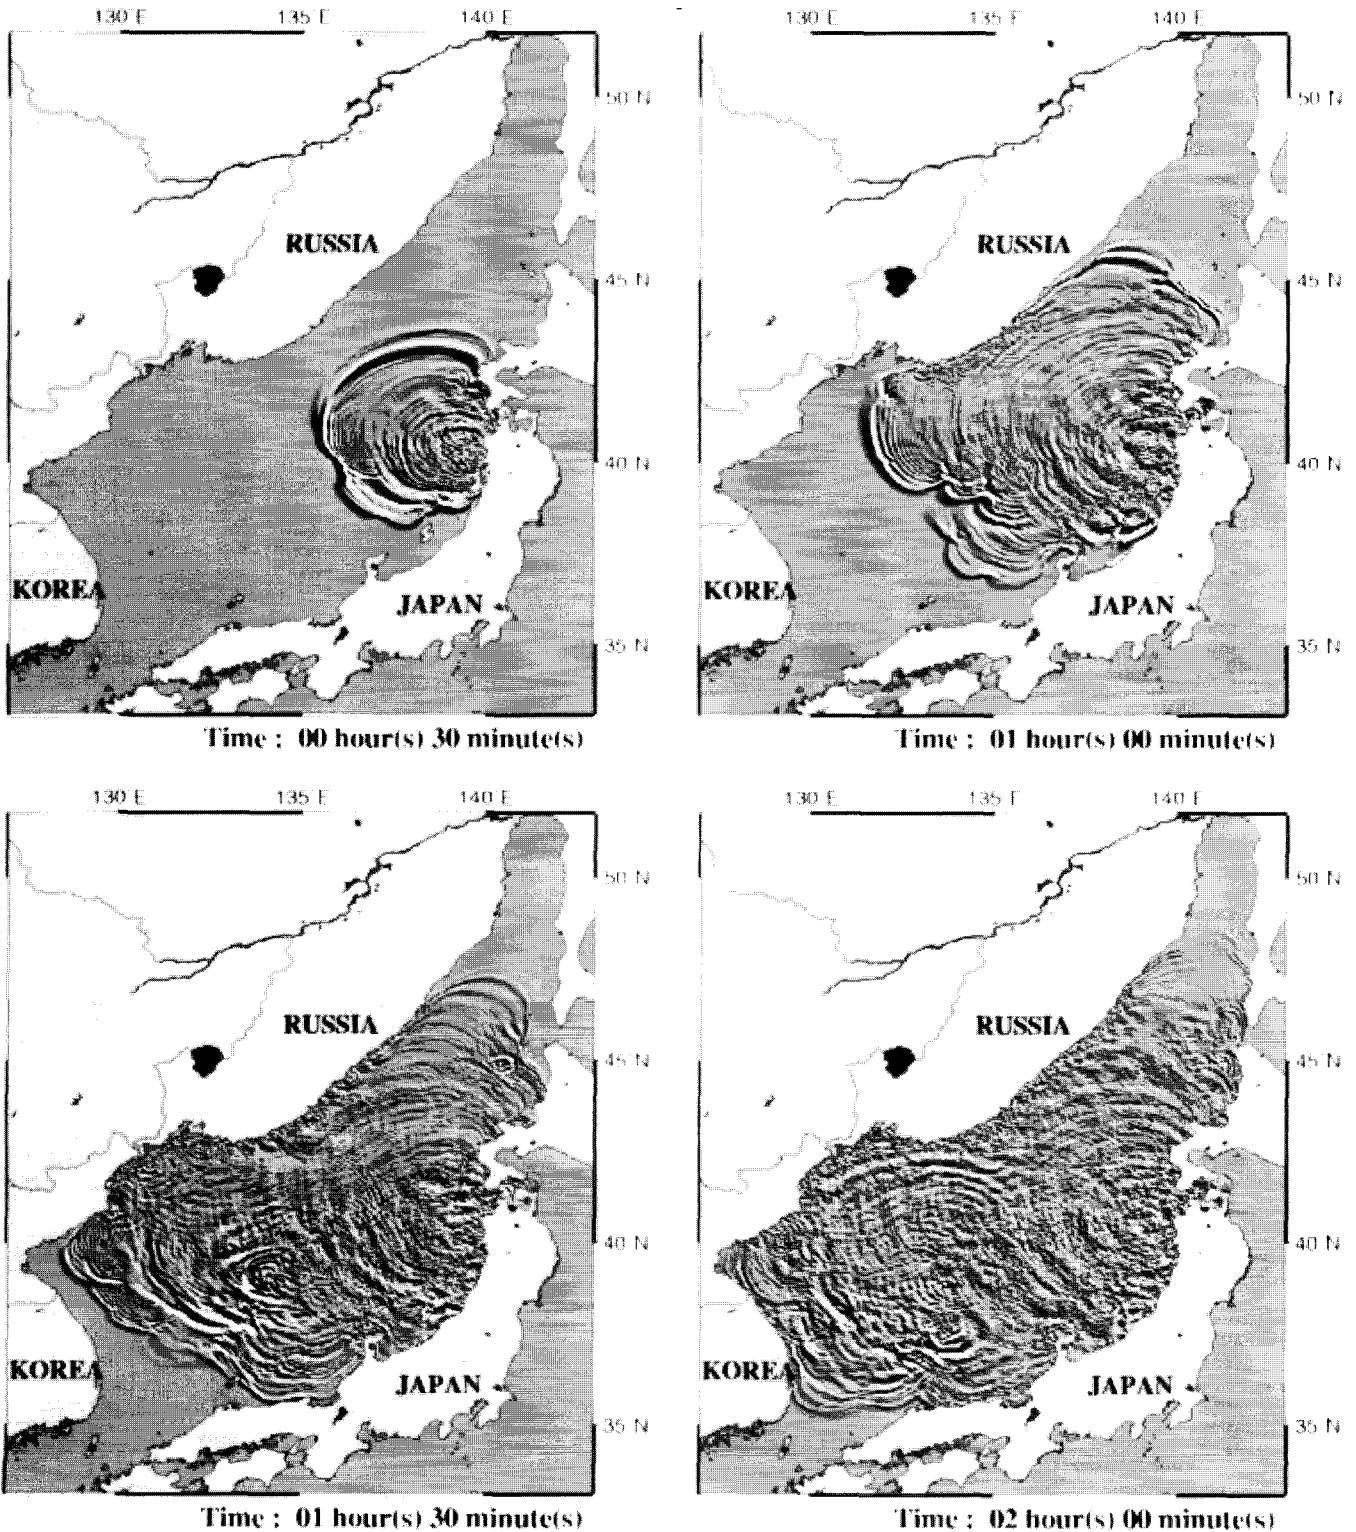 130 E 135 E 140 E
130 E 135 E 140 E
50 N
50 N
RUSSIA
RUSSIA
45 N
45 N
40 N
40 N
KOREA
KOREA
JAPAN
JAPAN
35 N
35 N
Time : 00 hour(s) 30 minute(s)
Time : 01 hour(s) 00 minute(s)
130 E 135 E 140 E
130 E 135 E 140 E
50 N
50 N
RUSSIA
RUSSIA
45 N
45 N
40 N
40 N
KOREA
KOREA
JAPAN
JAPAN
35 N
35 N
Time : 01 hour(s) 30 minute(s)
Time : 02 hour(s) 00 minute(s)